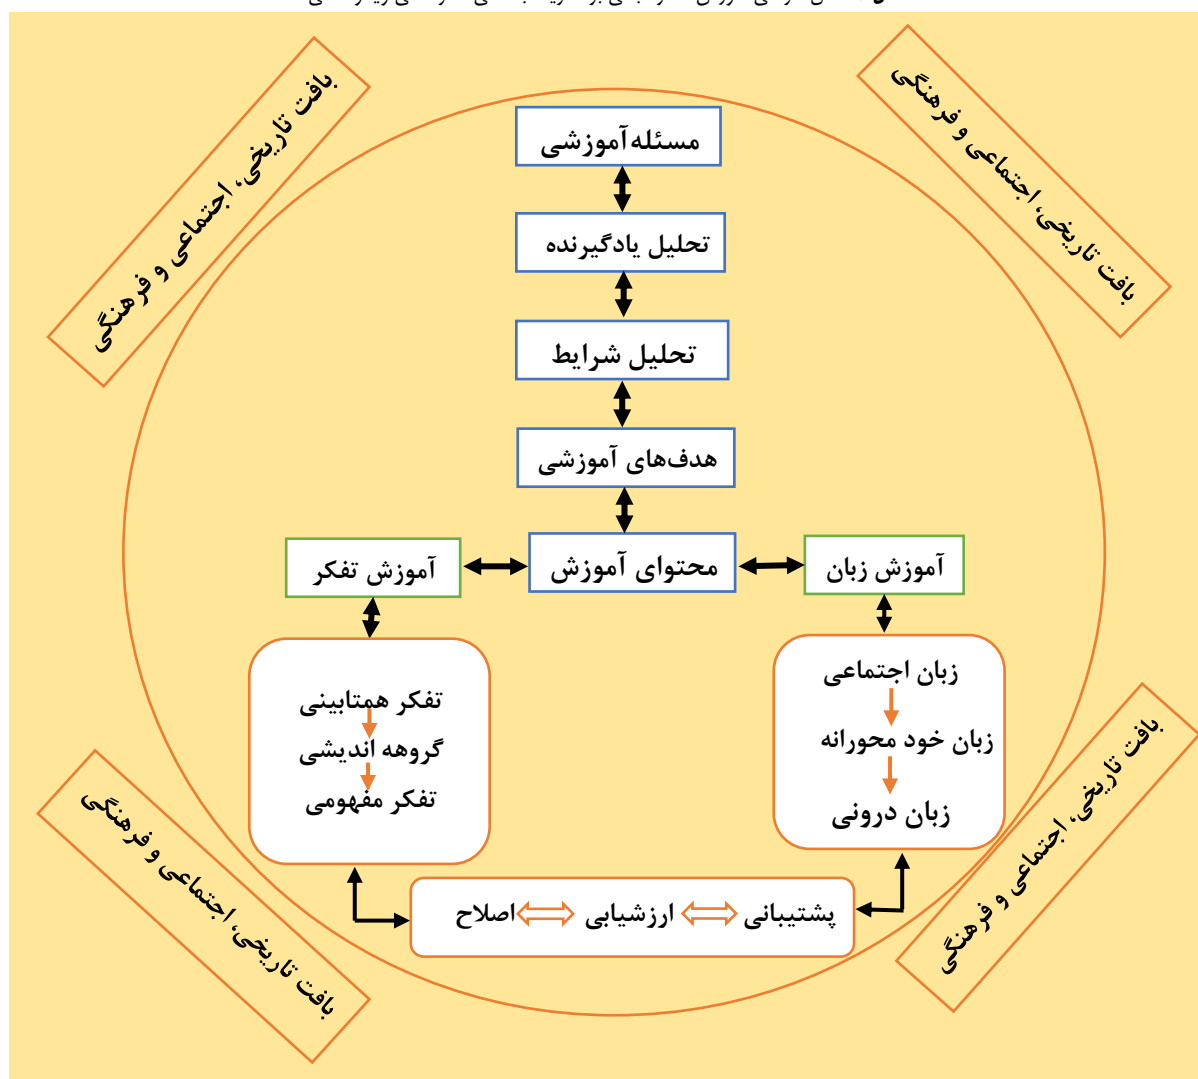 بافت تاریخی، اجتماعی و فرهنگی
بافت تاریخی، اجتماعی و فرهنگی
مسئله آموزشی
تحلیل یادگیرنده
تحلیل شرایط
هدف‌های آموزشی
آموزش زبان
محتوای آموزش
آموزش تفکر
زبان اجتماعی
زبان خود محورانه
زبان درونی
تفکر همتابینی
گروهه اندیشی
تفکر مفهومی
پشتیبانی ارزشیابی اصلاح
بافت تاریخی، اجتماعی و فرهنگی
بافت تاریخی، اجتماعی و فرهنگی